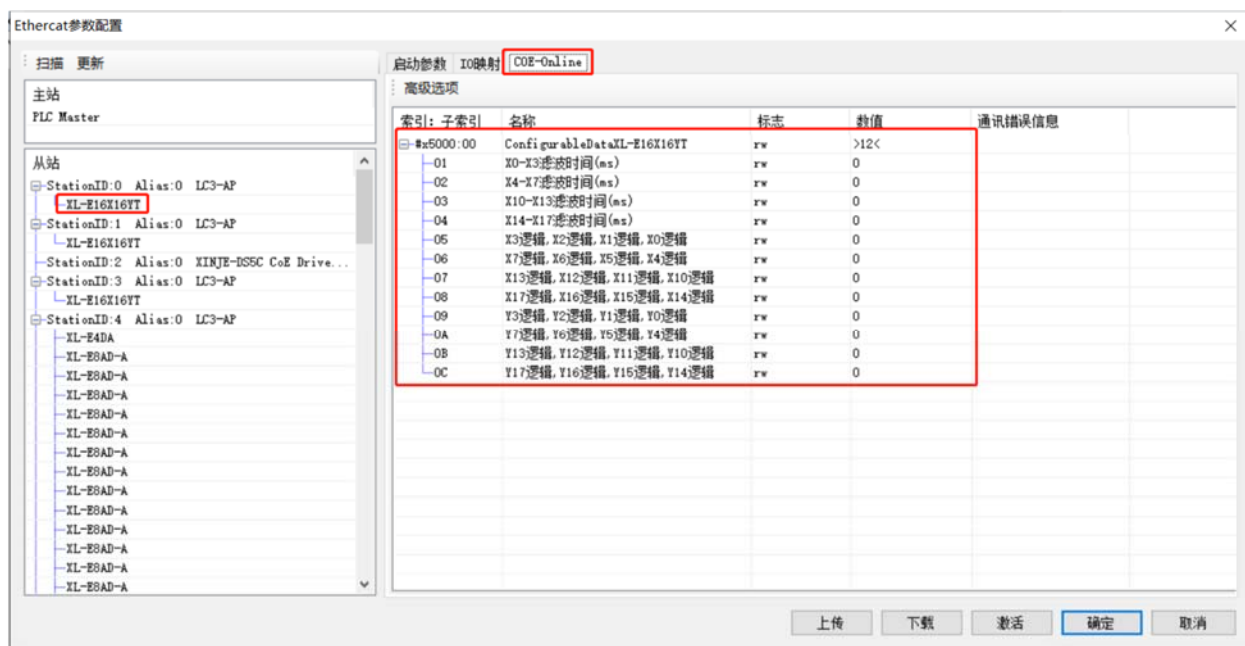 Ethercat参数配置
扫描 更新
主站
PLC Master
从站
StationID:0 Alias:0 LC3-AP
XL-E16X16YT
StationID:1 Alias:0 LC3-AP
XL-E16X16YT
StationID:2 Alias:0 XINJE-DS5C CoE Drive...
StationID:3 Alias:0 LC3-AP
XL-E16X16YT
StationID:4 Alias:0 LC3-AP
XL-E4DA
XL-E8AD-A
XL-E8AD-A
XL-E8AD-A
XL-E8AD-A
XL-E8AD-A
XL-E8AD-A
XL-E8AD-A
XL-E8AD-A
XL-E8AD-A
XL-E8AD-A
XL-E8AD-A
XL-E8AD-A
XL-E8AD-A
启动参数 IO映射 COE-Online
高级选项
索引: 子索引 名称 标志 数值 通讯错误信息
#x5000:00 ConfigurableDataXL-E16X16YT rw >12<
01 X0-X3滤波时间(ms) rw 0
02 X4-X7滤波时间(ms) rw 0
03 X10-X13滤波时间(ms) rw 0
04 X14-X17滤波时间(ms) rw 0
05 X3逻辑,X2逻辑,X1逻辑,X0逻辑 rw 0
06 X7逻辑,X6逻辑,X5逻辑,X4逻辑 rw 0
07 X13逻辑,X12逻辑,X11逻辑,X10逻辑 rw 0
08 X17逻辑,X16逻辑,X15逻辑,X14逻辑 rw 0
09 Y3逻辑,Y2逻辑,Y1逻辑,Y0逻辑 rw 0
0A Y7逻辑,Y6逻辑,Y5逻辑,Y4逻辑 rw 0
0B Y13逻辑,Y12逻辑,Y11逻辑,Y10逻辑 rw 0
0C Y17逻辑,Y16逻辑,Y15逻辑,Y14逻辑 rw 0
上传 下载 激活 确定 取消